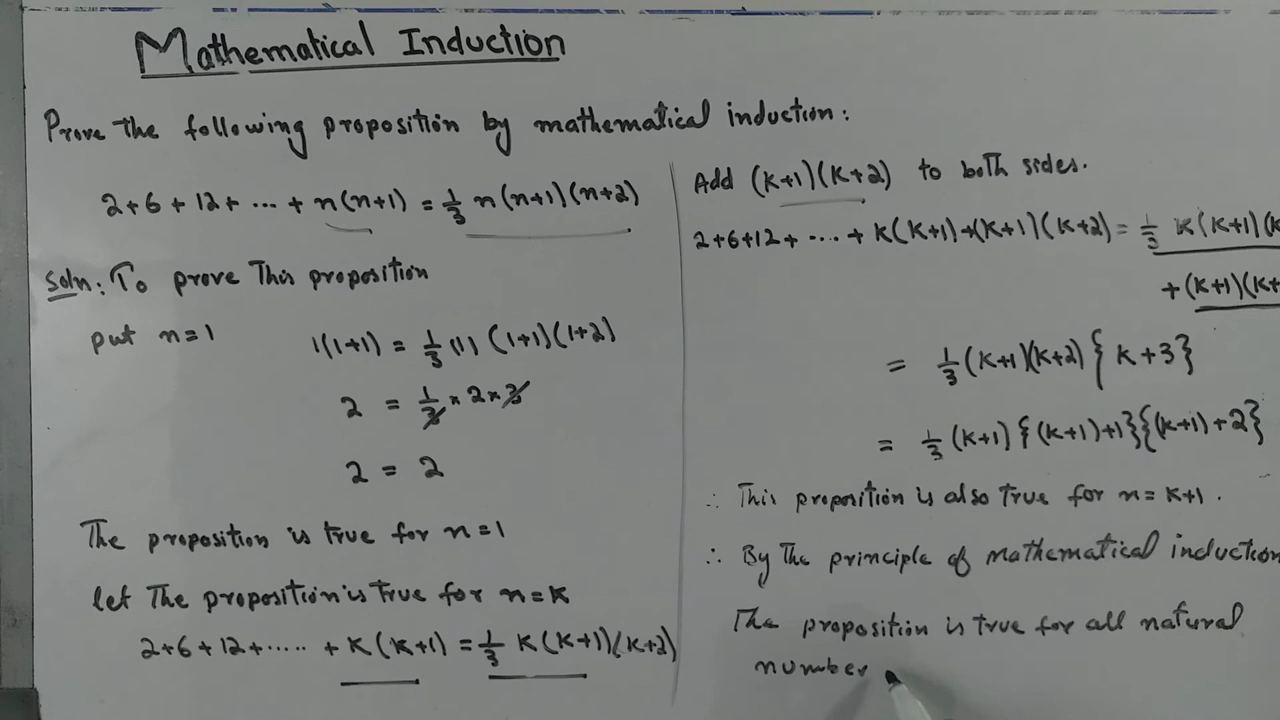 Mathematical Induction
Prove the following proposition by mathematical induction:
2+6+12+ ... + n(n+1) = 1/3 n(n+1)(n+2)
Soln: To prove This proposition
put n=1 1(1+1) = 1/3 (1) (1+1)(1+2)
2 = 1/3 × 2 × 3
2 = 2
The proposition is true for n=1
let The proposition is true for n=K
2+6+12+..... + K(K+1) = 1/3 K(K+1)(K+2)
Add (K+1)(K+2) to both sides.
2+6+12+ ... + K(K+1)+(K+1)(K+2) = 1/3 K(K+1)(K
+(K+1)(K+
= 1/3 (K+1)(K+2) { K+3}
= 1/3 (K+1) {(K+1)+1}{(K+1)+2}
∴ This proposition is also True for n=K+1.
∴ By The principle of mathematical induction
The proposition is true for all natural
number